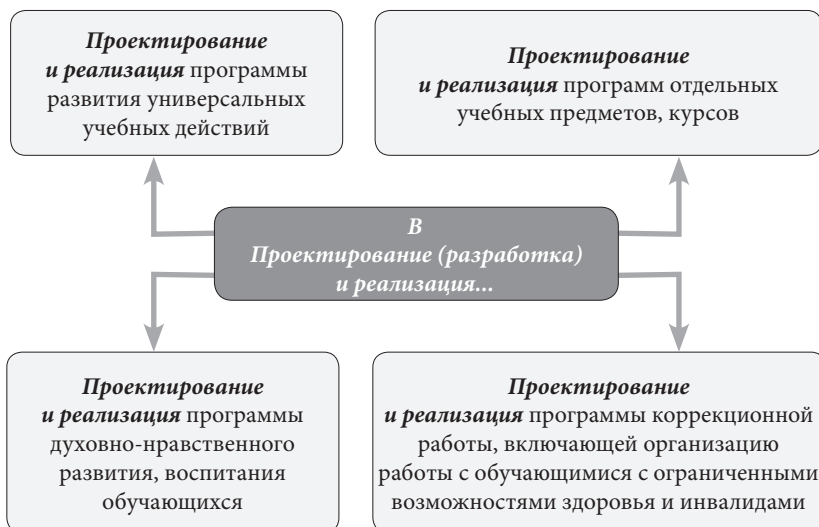 Проектирование
и реализация программы
развития универсальных
учебных действий
Проектирование
и реализация программ отдельных
учебных предметов, курсов
В
Проектирование (разработка)
и реализация...
Проектирование
и реализация программы
духовно-нравственного
развития, воспитания
обучающихся
Проектирование
и реализация программы коррекционной
работы, включающей организацию
работы с обучающимися с ограниченными
возможностями здоровья и инвалидами